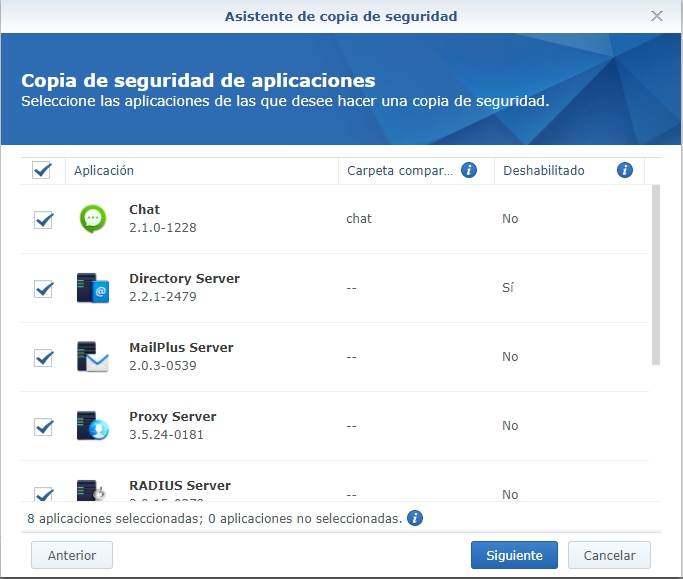 Asistente de copia de seguridad
Copia de seguridad de aplicaciones
Seleccione las aplicaciones de las que desee hacer una copia de seguridad.
Aplicación Carpeta compar... Deshabilitado
Chat
2.1.0-1228 chat No
Directory Server
2.2.1-2479 -- Sí
MailPlus Server
2.0.3-0539 -- No
Proxy Server
3.5.24-0181 -- No
RADIUS Server
-- No
8 aplicaciones seleccionadas; 0 aplicaciones no seleccionadas.
Anterior Siguiente Cancelar